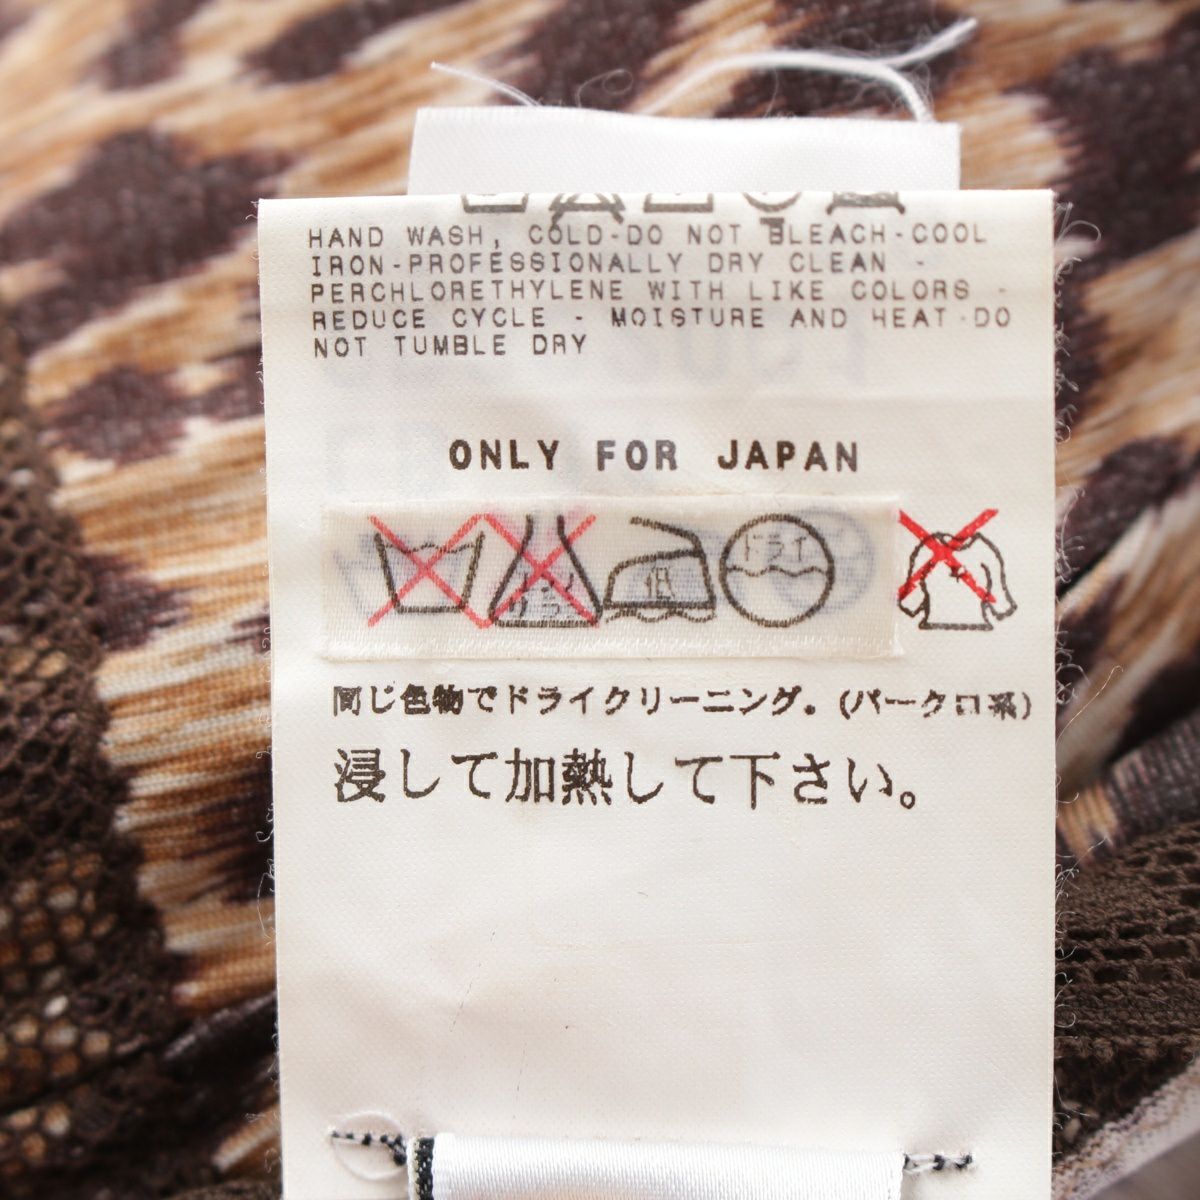 HAND WASH, COLD-DO NOT BLEACH-COOL
IRON-PROFESSIONALLY DRY CLEAN -
PERCHLORETHYLENE WITH LIKE COLORS -
REDUCE CYCLE - MOISTURE AND HEAT-DO
NOT TUMBLE DRY
ONLY FOR JAPAN
低 ドライ
同じ色物でドライクリーニング。(パークロ系)
浸して加熱して下さい。